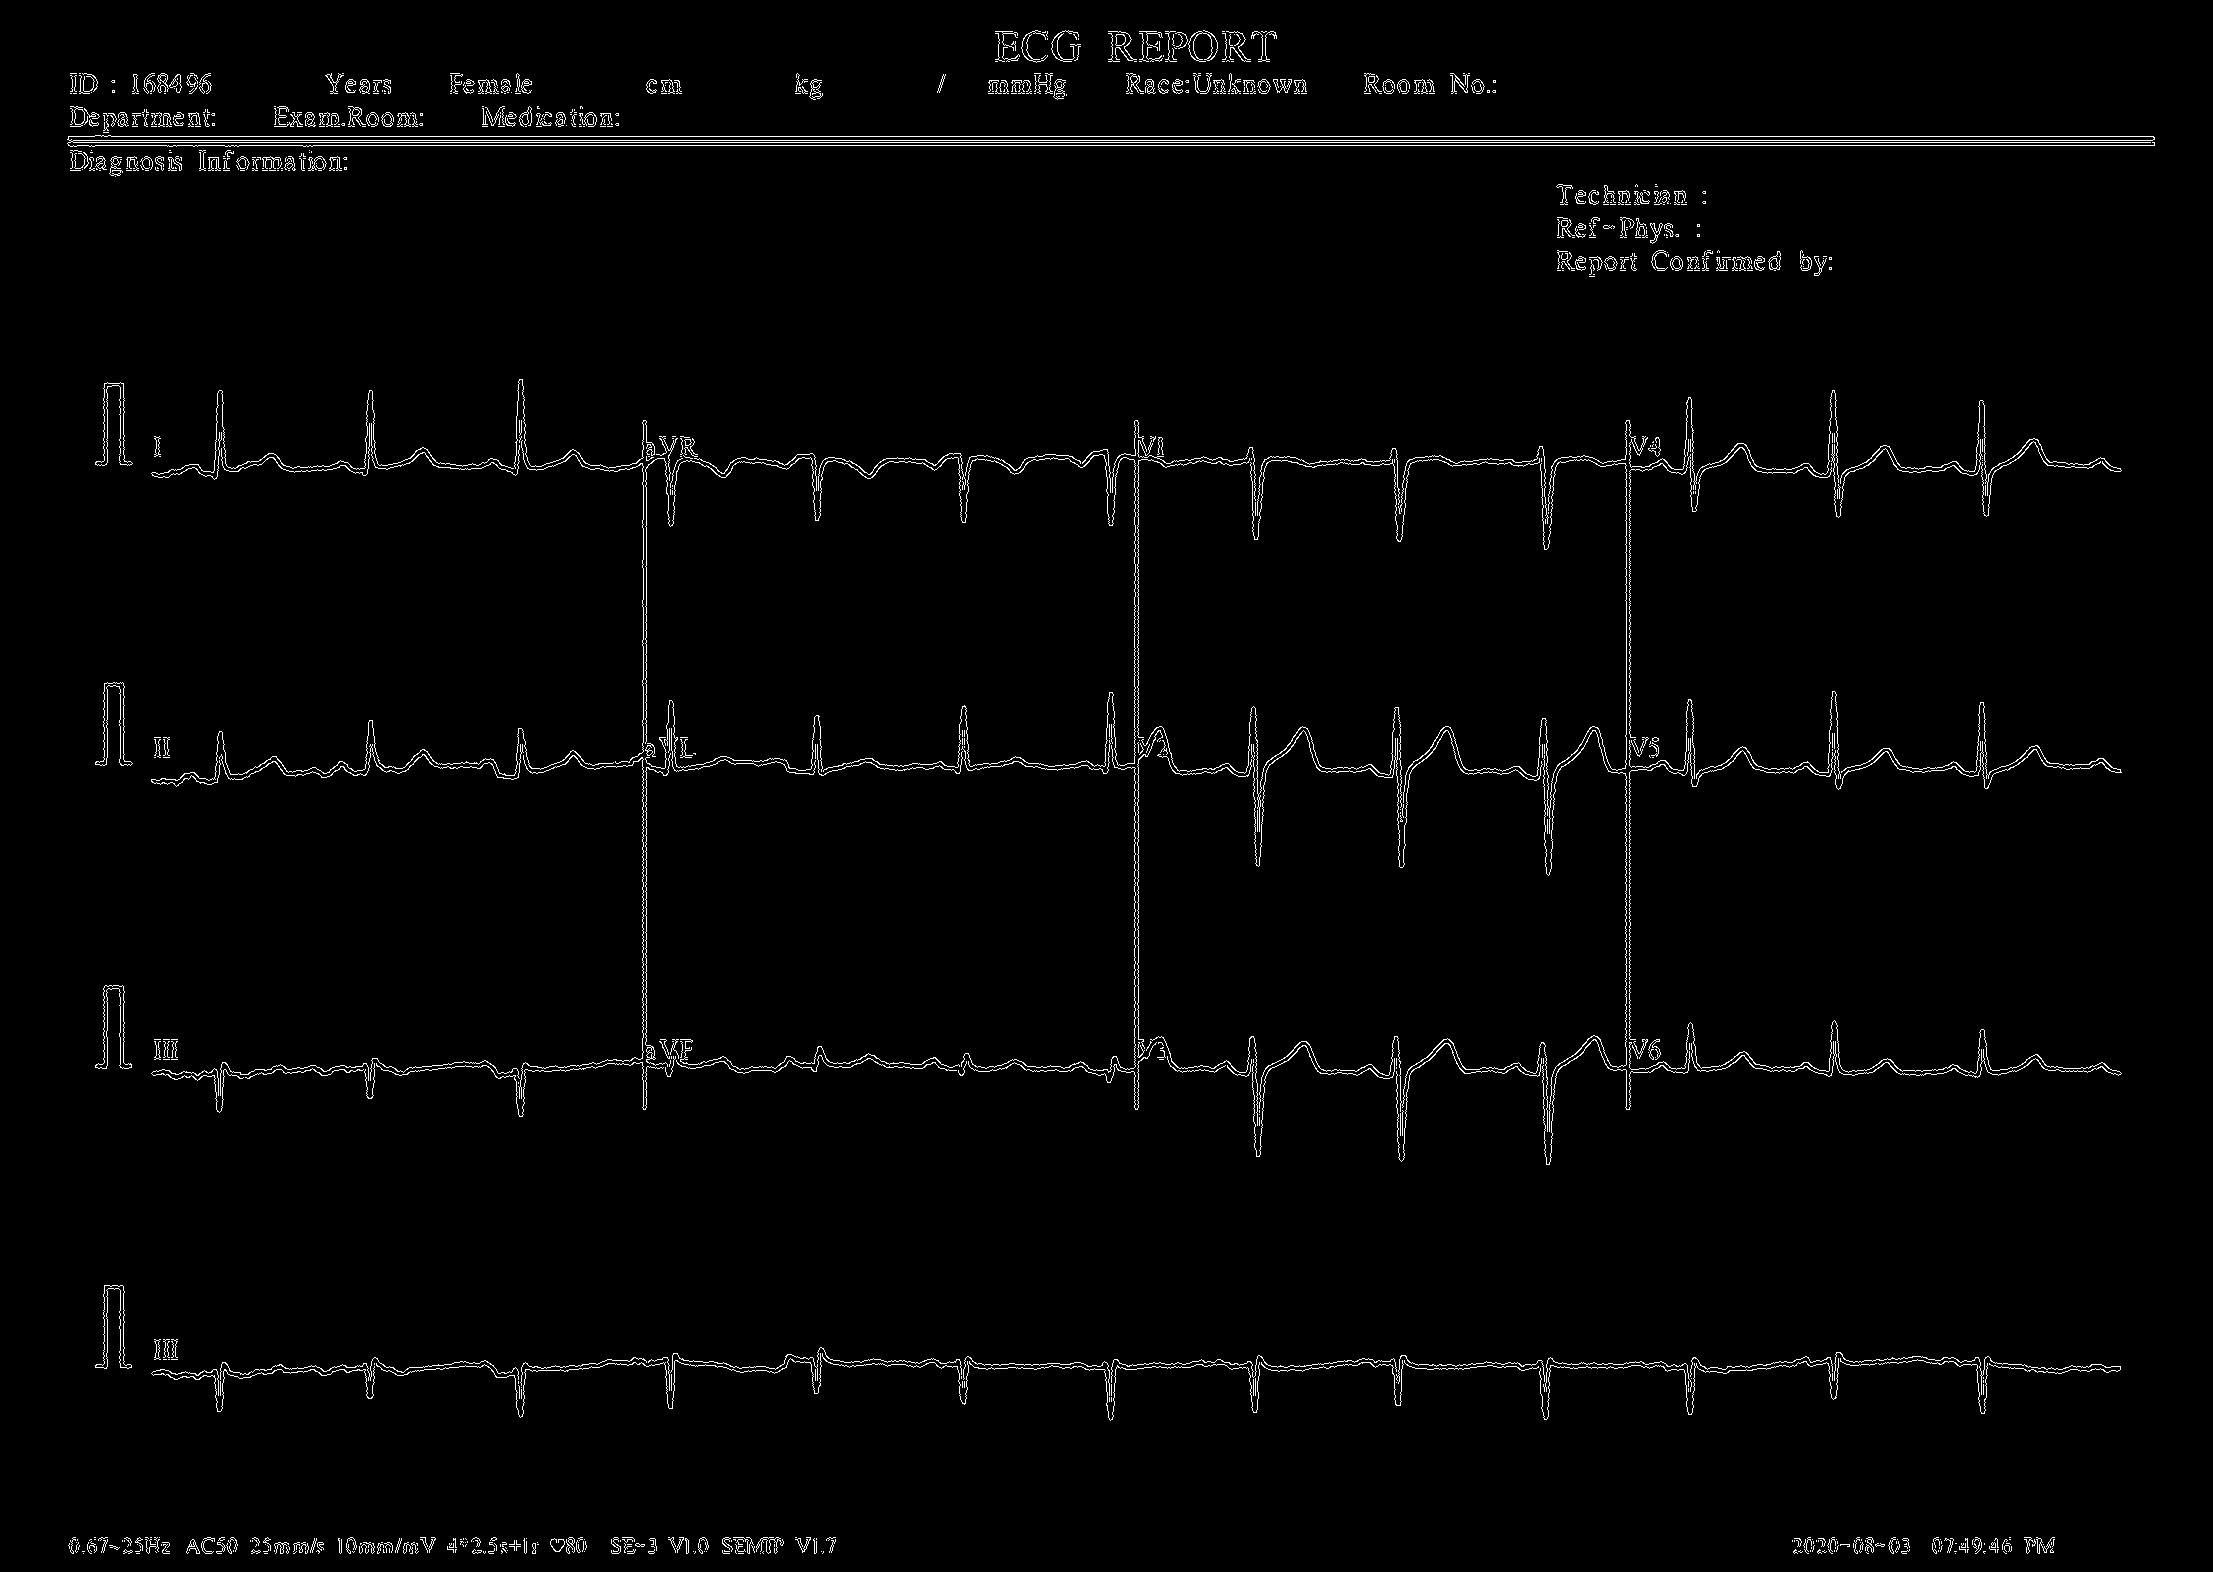 ECG REPORT
ID : 168496 Years Female cm kg / mmHg Race:Unknown Room No.:
Department: Exam.Room: Medication:
Diagnosis Information:
Technician :
Ref-Phys. :
Report Confirmed by:
I aVR V1 V4
II aVL V2 V5
III aVF V3 V6
III
0.67~25Hz AC50 25mm/s 10mm/mV 4*2.5s+1r ♡80 SE-3 V1.0 SEMIP V1.7 2020-08-03 07:49:46 PM